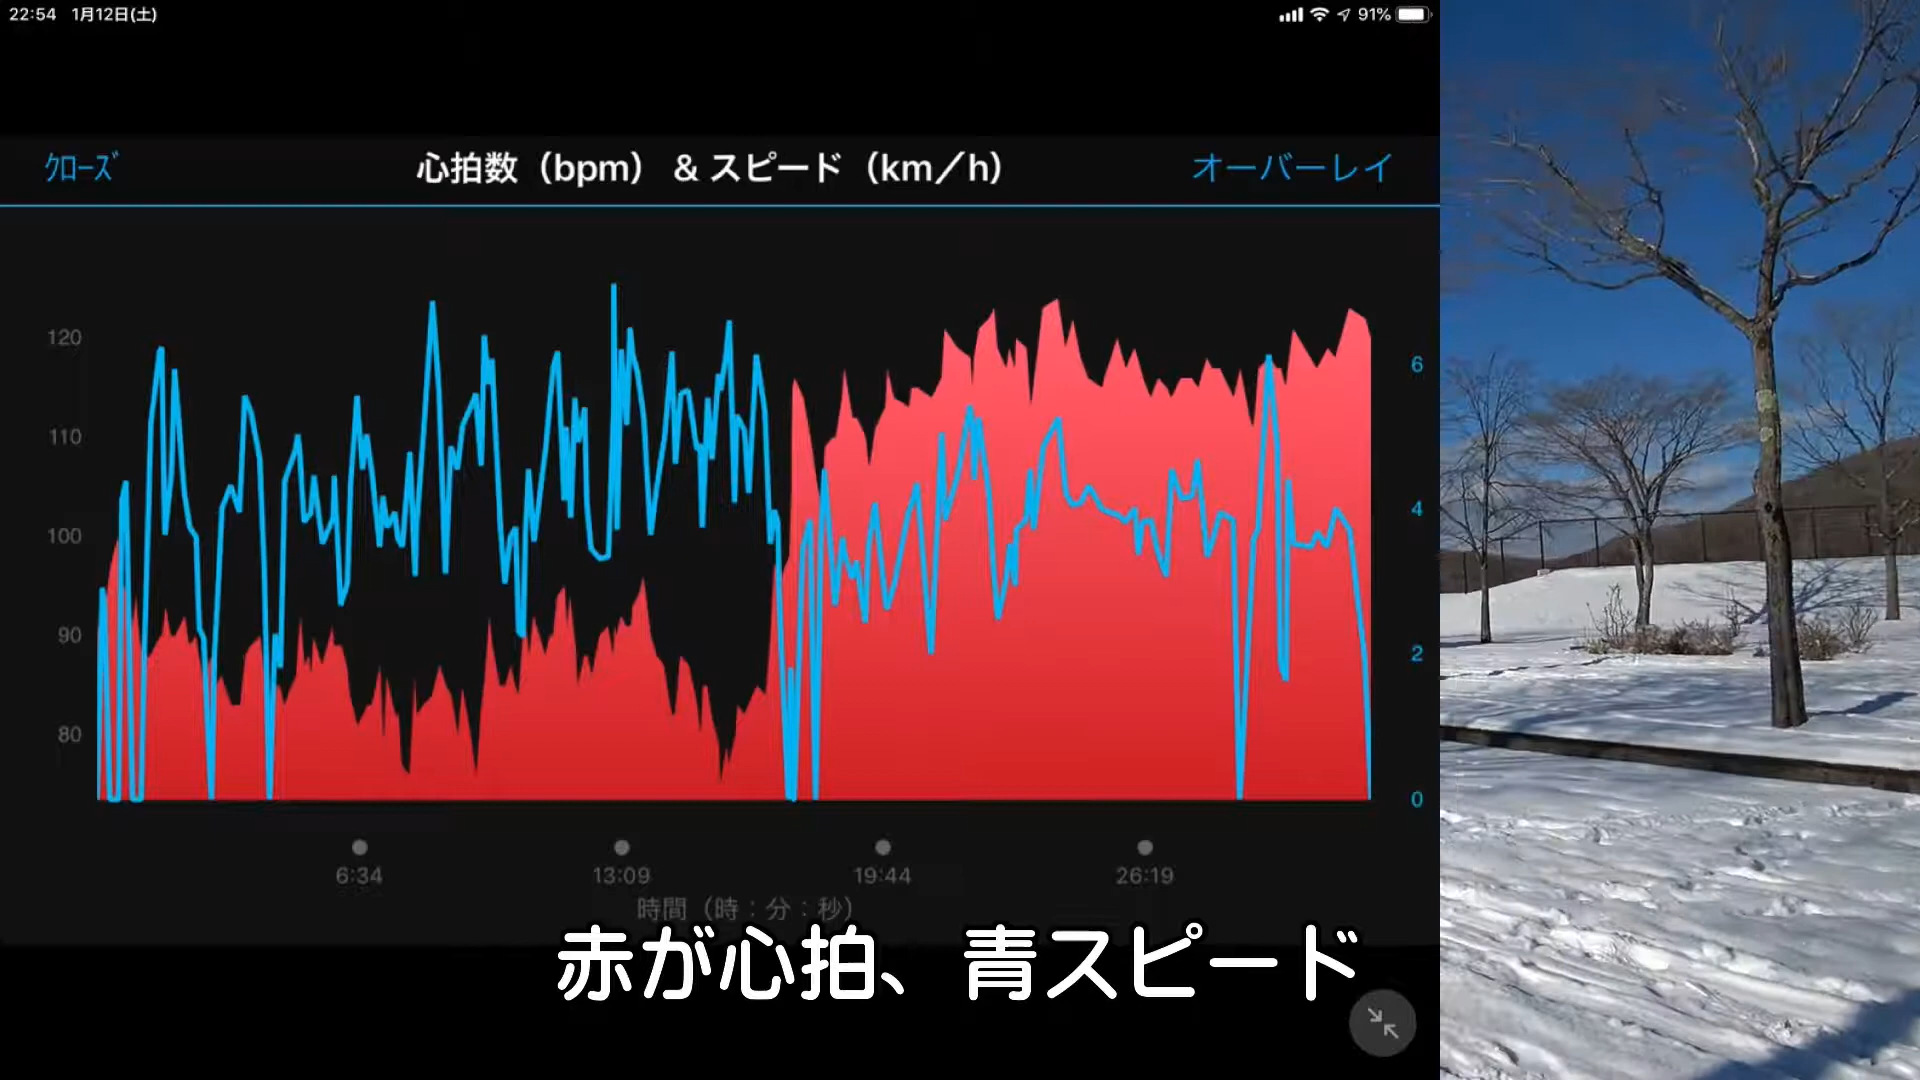 22:54 1月12日(土)
91%
ｸﾛｰｽﾞ
心拍数（bpm） & スピード（km／h）
オーバーレイ
120
110
100
90
80
6
4
2
0
6:34
13:09
19:44
26:19
時間（時：分：秒）
赤が心拍、青スピード